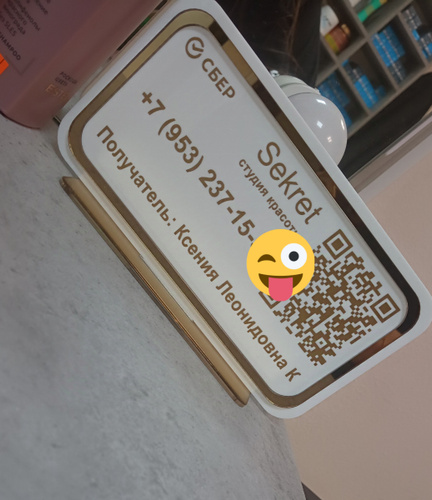 СБЕР
Sekret
студия красот
+7 (953) 237-15-
Получатель: Ксения Леонидовна К